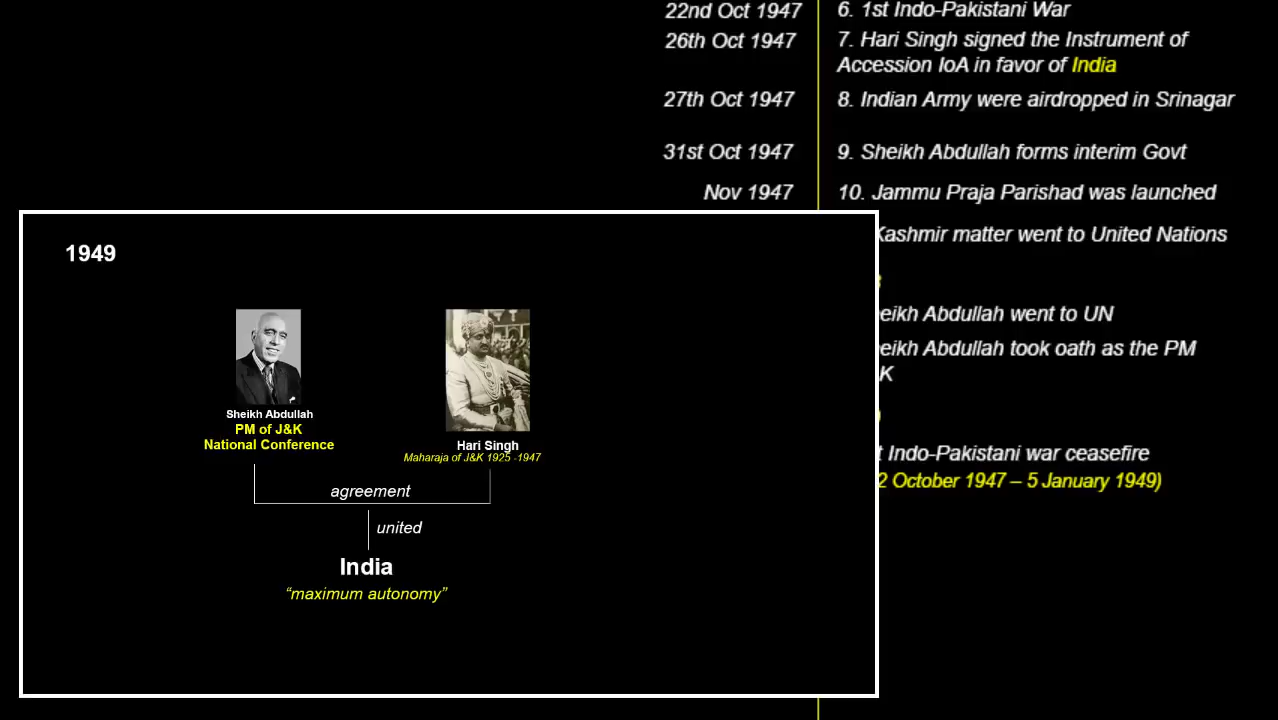 22nd Oct 1947
6. 1st Indo-Pakistani War
26th Oct 1947
7. Hari Singh signed the Instrument of
Accession IoA in favor of India
27th Oct 1947
8. Indian Army were airdropped in Srinagar
31st Oct 1947
9. Sheikh Abdullah forms interim Govt
Nov 1947
10. Jammu Praja Parishad was launched
Kashmir matter went to United Nations
eikh Abdullah went to UN
eikh Abdullah took oath as the PM
K
t Indo-Pakistani war ceasefire
2 October 1947 – 5 January 1949)
1949
Sheikh Abdullah
PM of J&K
National Conference
Hari Singh
Maharaja of J&K 1925 -1947
agreement
united
India
“maximum autonomy”